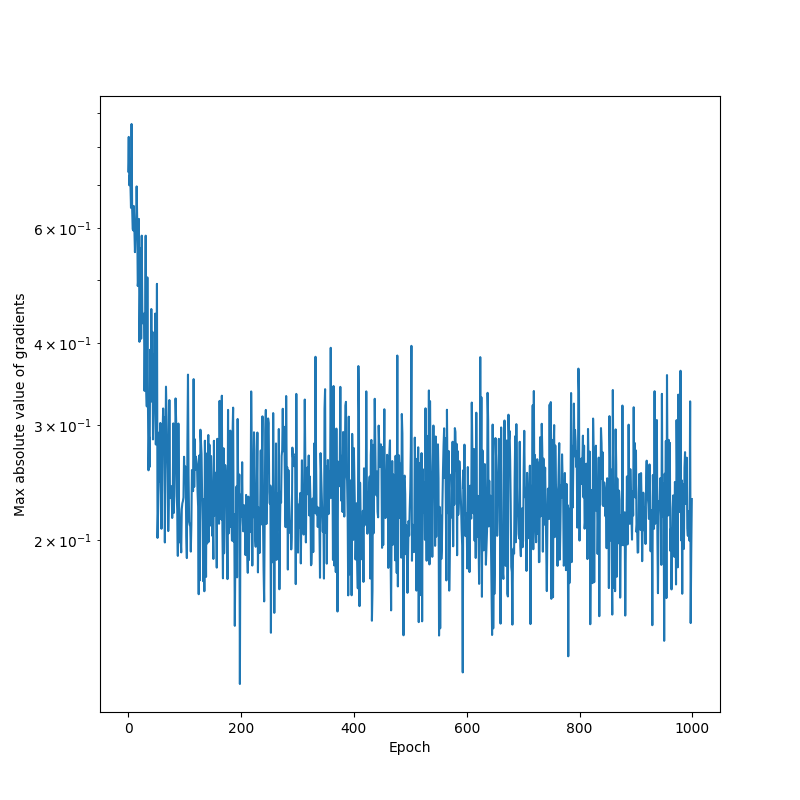 6 × 10⁻¹
4 × 10⁻¹
3 × 10⁻¹
2 × 10⁻¹
Max absolute value of gradients
0 200 400 600 800 1000
Epoch